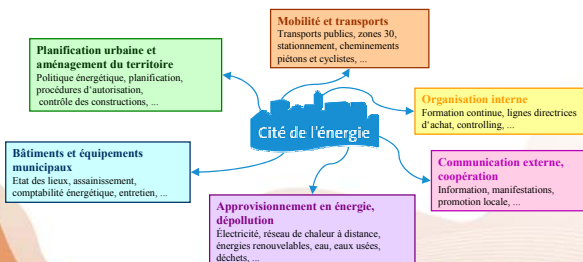 Mobilité et transports
Transports publics, zones 30,
stationnement, cheminements
piétons et cyclistes, ...
Planification urbaine et
aménagement du territoire
Politique énergétique, planification,
procédures d'autorisation,
contrôle des constructions, ...
Cité de l'énergie
Organisation interne
Formation continue, lignes directrices
d'achat, controlling, ...
Bâtiments et équipements
municipaux
Etat des lieux, assainissement,
comptabilité énergétique, entretien, ...
Communication externe,
coopération
Information, manifestations,
promotion locale, ...
Approvisionnement en énergie,
dépollution
Électricité, réseau de chaleur à distance,
énergies renouvelables, eau, eaux usées,
déchets, ...